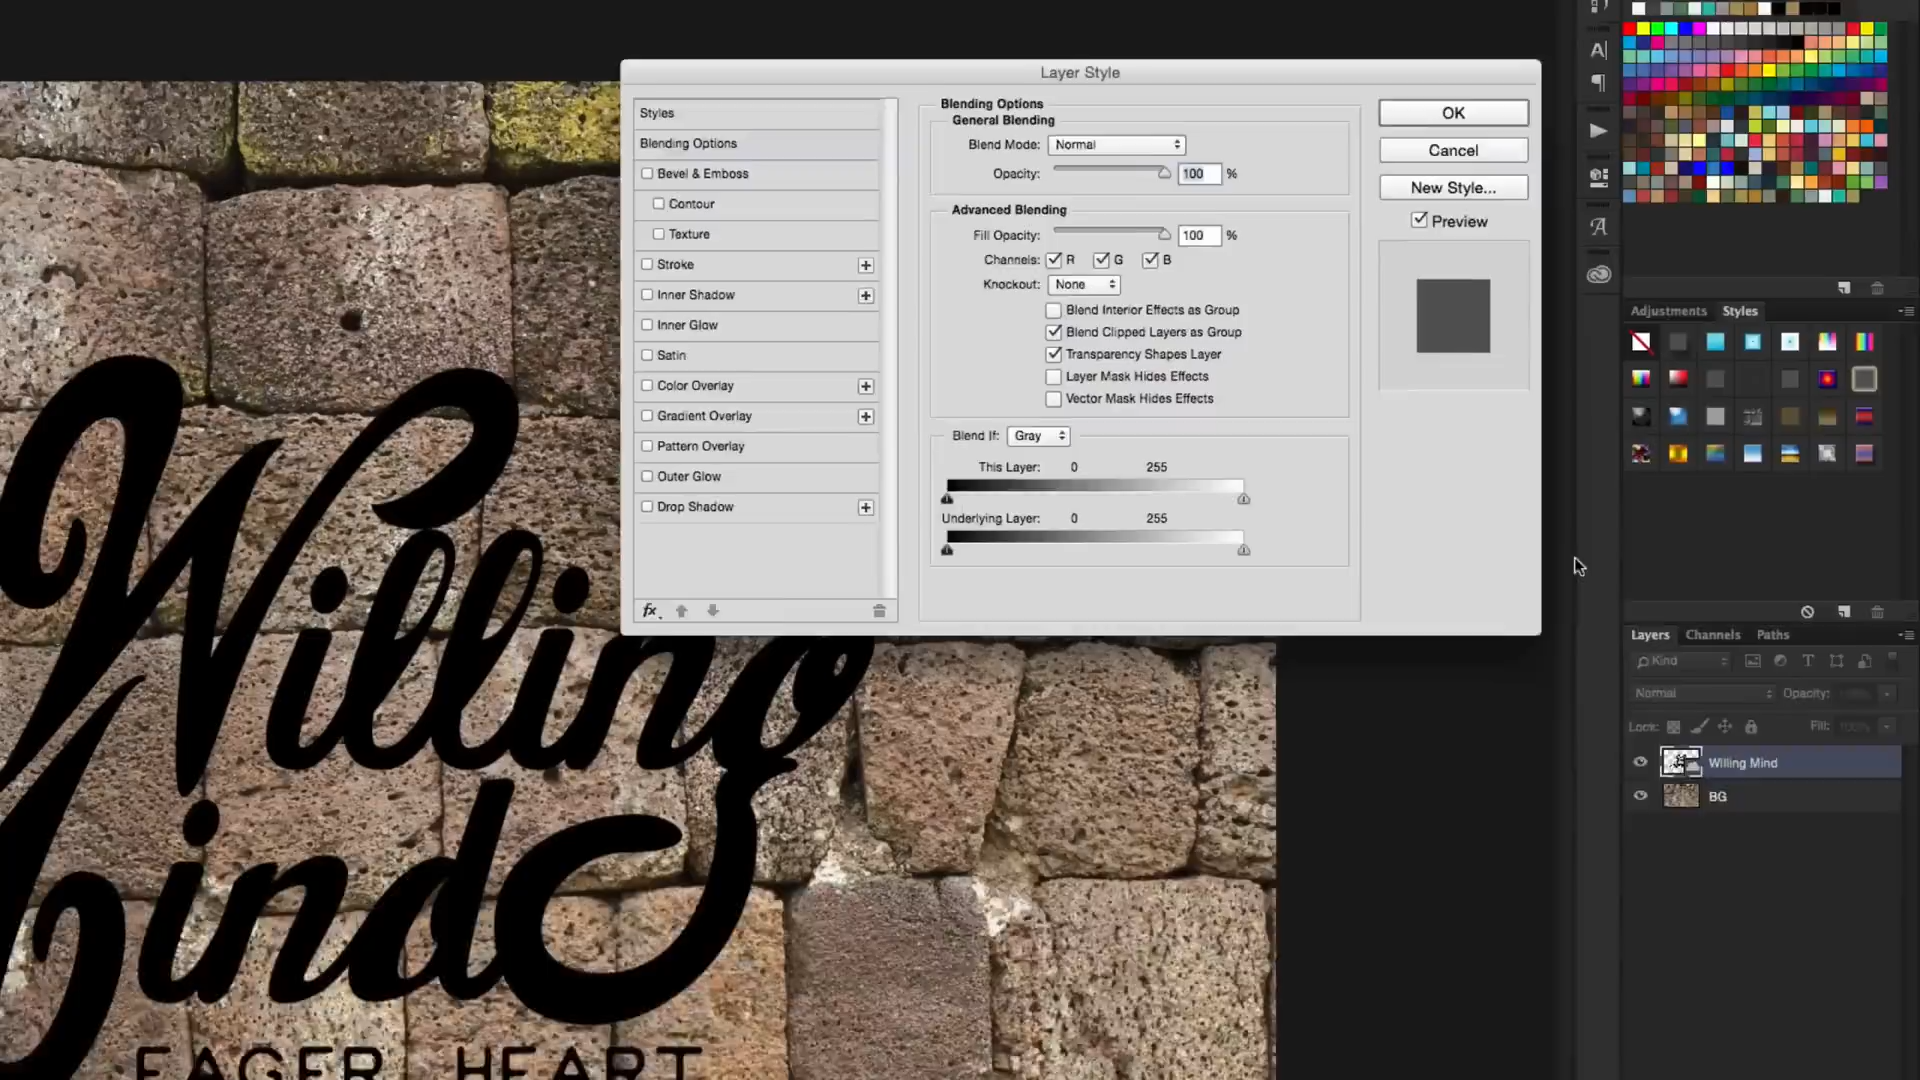 Layer Style
Styles
Blending Options
Bevel & Emboss
Contour
Texture
Stroke
Inner Shadow
Inner Glow
Satin
Color Overlay
Gradient Overlay
Pattern Overlay
Outer Glow
Drop Shadow
fx
Blending Options
General Blending
Blend Mode: Normal
Opacity: 100 %
Advanced Blending
Fill Opacity: 100 %
Channels: R G B
Knockout: None
Blend Interior Effects as Group
Blend Clipped Layers as Group
Transparency Shapes Layer
Layer Mask Hides Effects
Vector Mask Hides Effects
Blend If: Gray
This Layer: 0 255
Underlying Layer: 0 255
OK
Cancel
New Style...
Preview
Adjustments Styles
Layers Channels Paths
Kind
Normal Opacity: 100%
Lock: Fill: 100%
Willing Mind
BG
Willing
Mind
EAGER HEART